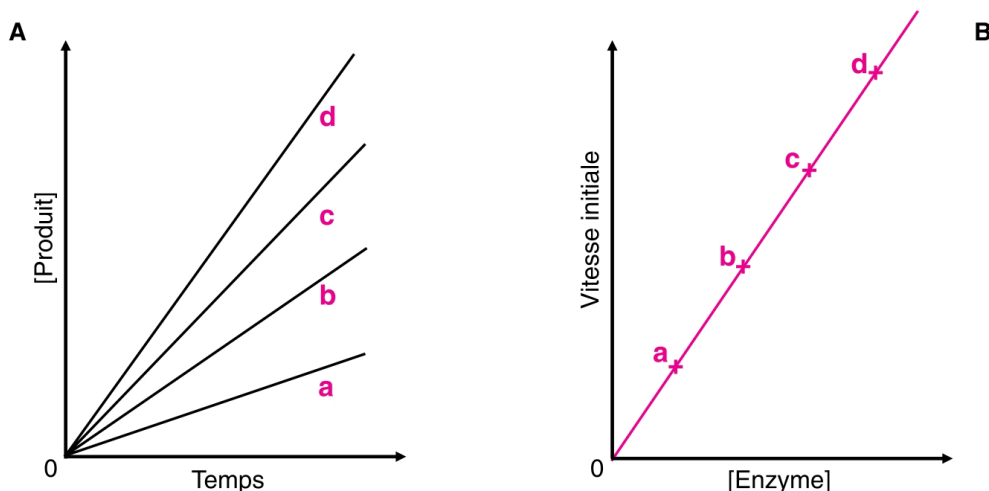 A
[Produit]
d
c
b
a
0
Temps
B
Vitesse initiale
d
c
b
a
0
[Enzyme]